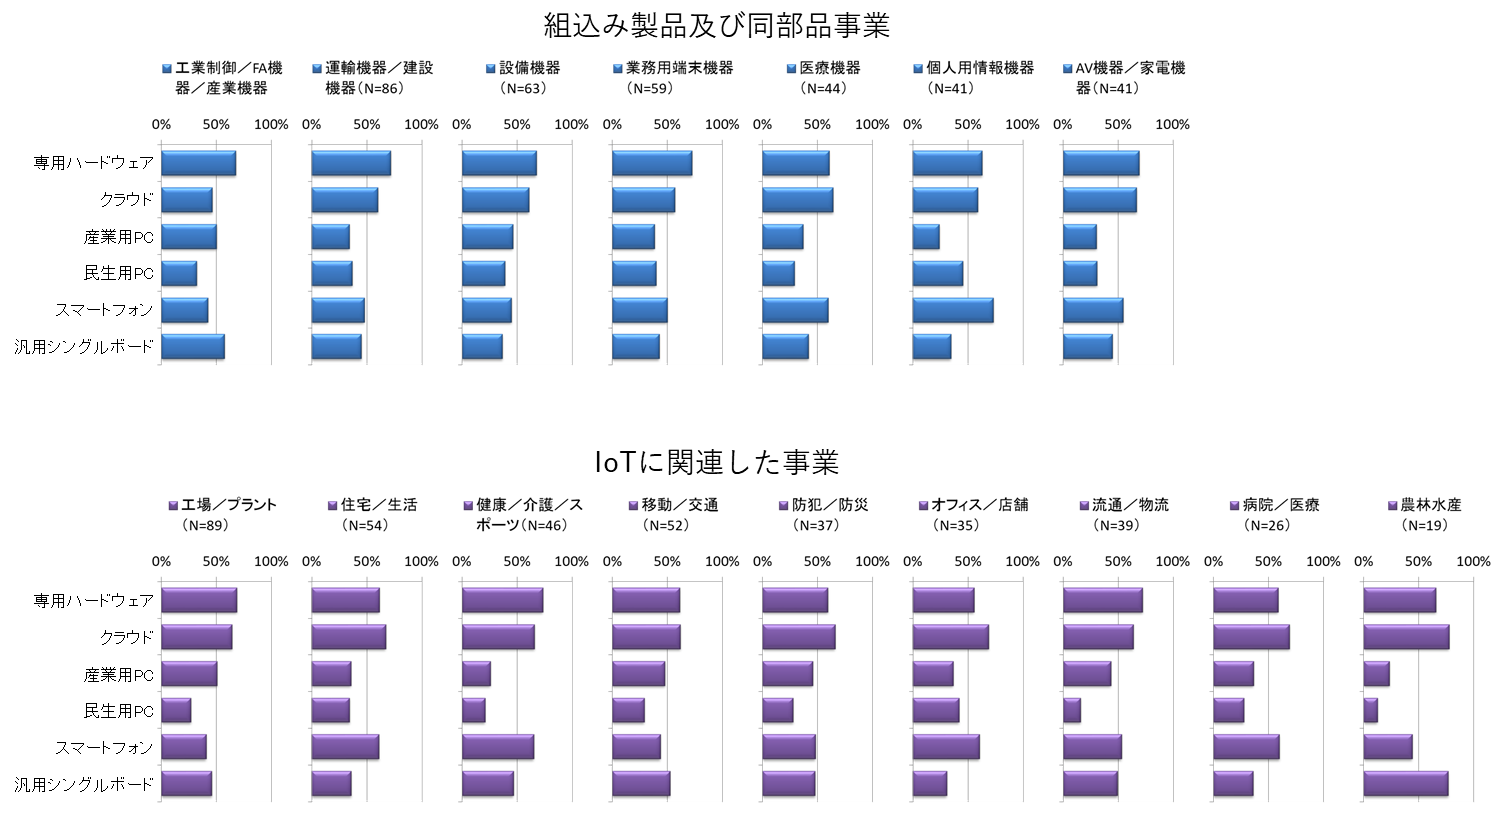 組込み製品及び同部品事業
工業制御／FA機 運輸機器／建設 設備機器 業務用端末機器 医療機器 個人用情報機器 AV機器／家電機
器／産業機器 機器（N=86） （N=63） （N=59） （N=44） （N=41） 器（N=41）
0% 50% 100% 0% 50% 100% 0% 50% 100% 0% 50% 100% 0% 50% 100% 0% 50% 100% 0% 50% 100%
専用ハードウェア
クラウド
産業用PC
民生用PC
スマートフォン
汎用シングルボード
IoTに関連した事業
工場／プラント 住宅／生活 健康／介護／ス 移動／交通 防犯／防災 オフィス／店舗 流通／物流 病院／医療 農林水産
（N=89） （N=54） ポーツ（N=46） （N=52） （N=37） （N=35） （N=39） （N=26） （N=19）
0% 50% 100% 0% 50% 100% 0% 50% 100% 0% 50% 100% 0% 50% 100% 0% 50% 100% 0% 50% 100% 0% 50% 100% 0% 50% 100%
専用ハードウェア
クラウド
産業用PC
民生用PC
スマートフォン
汎用シングルボード